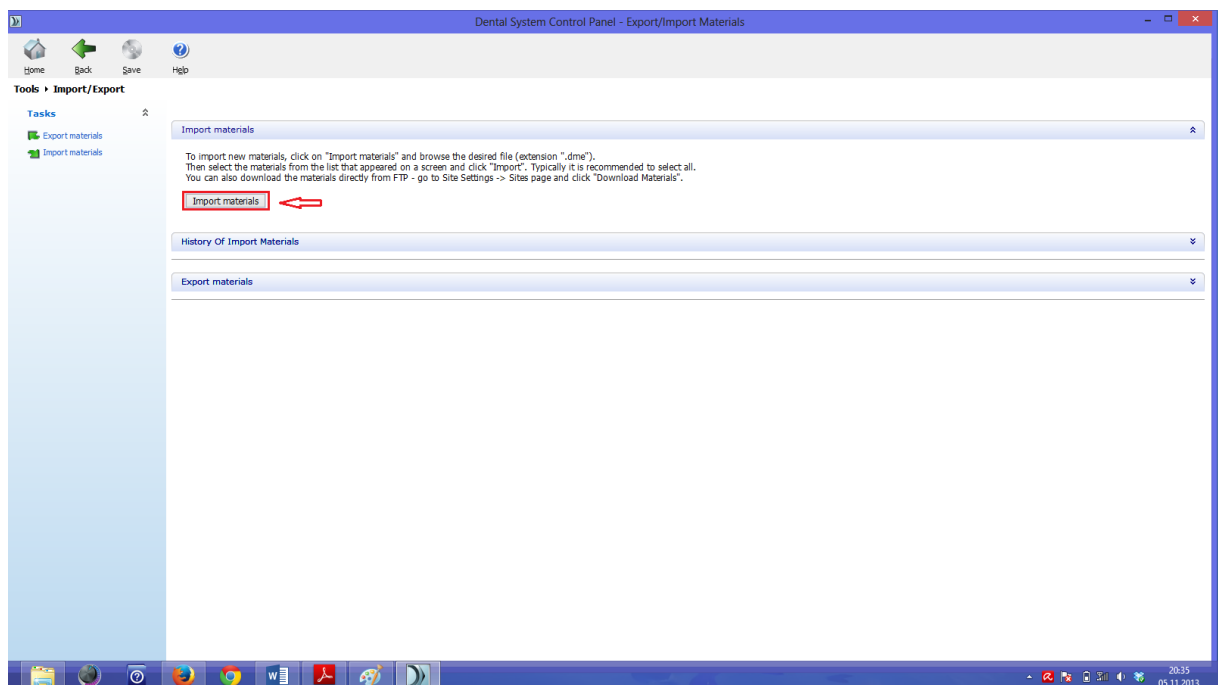 Dental System Control Panel - Export/Import Materials
Home Back Save Help
Tools Import/Export
Tasks
Export materials
Import materials
Import materials
To import new materials, click on "Import materials" and browse the desired file (extension ".dme").
Then select the materials from the list that appeared on a screen and click "Import". Typically it is recommended to select all.
You can also download the materials directly from FTP - go to Site Settings -> Sites page and click "Download Materials".
Import materials
History Of Import Materials
Export materials
20:35
05.11.2013